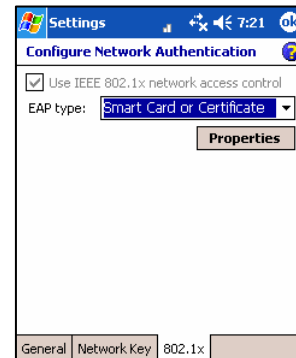 Settings 7:21 ok
Configure Network Authentication ?
Use IEEE 802.1x network access control
EAP type: Smart Card or Certificate
Properties
General Network Key 802.1x